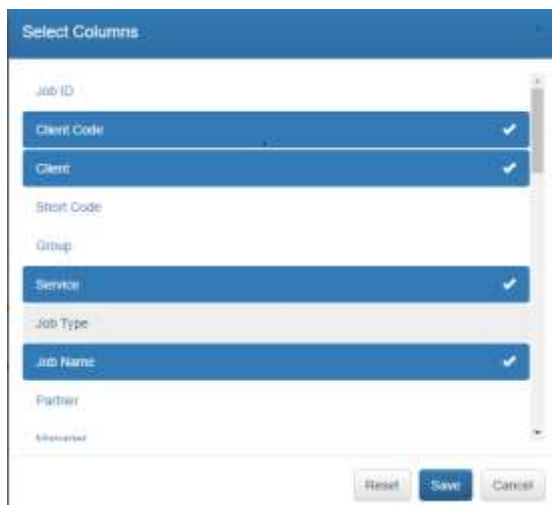 Select Columns
Job ID
Client Code
Client
Short Code
Group
Service
Job Type
Job Name
Partner
Manager
Reset
Save
Cancel